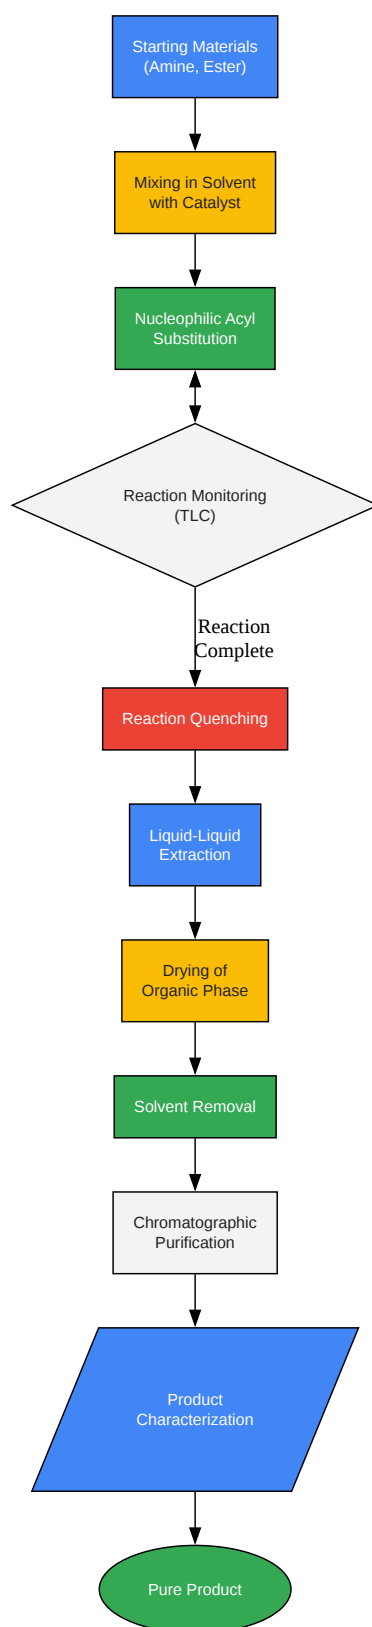 Starting Materials
(Amine, Ester)
Mixing in Solvent
with Catalyst
Nucleophilic Acyl
Substitution
Reaction Monitoring
(TLC)
Reaction
Complete
Reaction Quenching
Liquid-Liquid
Extraction
Drying of
Organic Phase
Solvent Removal
Chromatographic
Purification
Product
Characterization
Pure Product